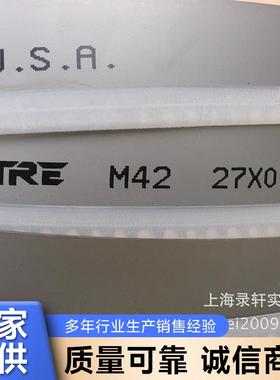 U.S.A.
TRE M42 27X0
上海录轩实
ei2009
家 多年行业生产销售经验
供 质量可靠 诚信商